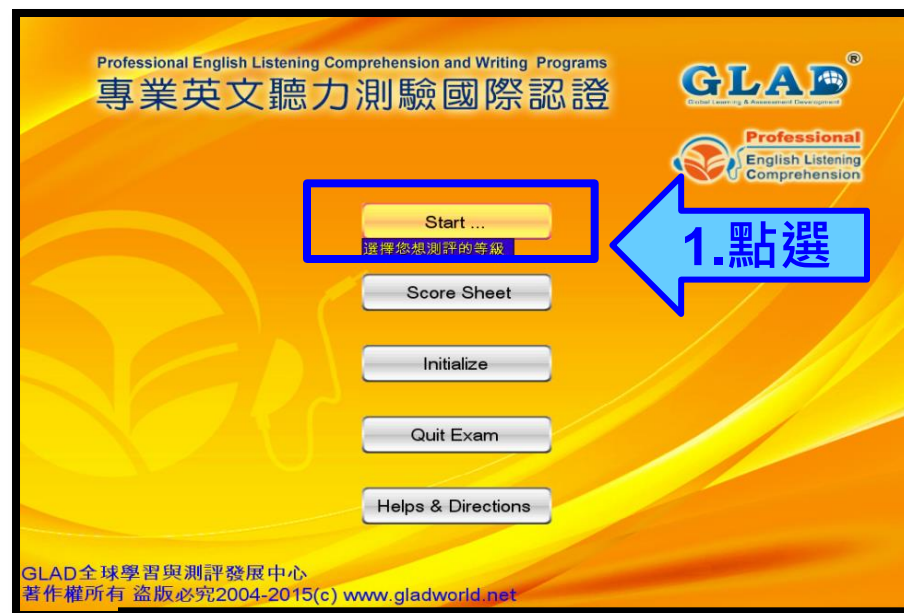 Professional English Listening Comprehension and Writing Programs
專業英文聽力測驗國際認證
GLAD®
Global Learning & Assessment Development
Professional
English Listening
Comprehension
Start ...
選擇您想測評的等級
1.點選
Score Sheet
Initialize
Quit Exam
Helps & Directions
GLAD全球學習與測評發展中心
著作權所有 盜版必究2004-2015(c) www.gladworld.net